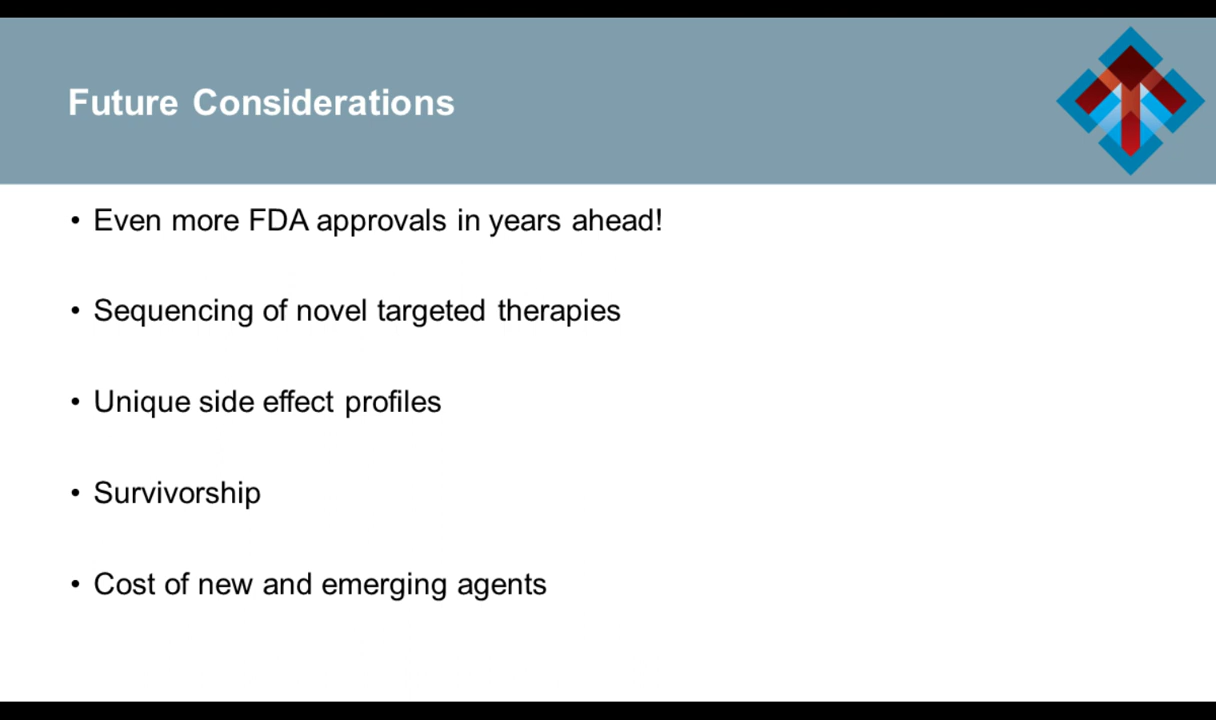 Future Considerations
• Even more FDA approvals in years ahead!
• Sequencing of novel targeted therapies
• Unique side effect profiles
• Survivorship
• Cost of new and emerging agents